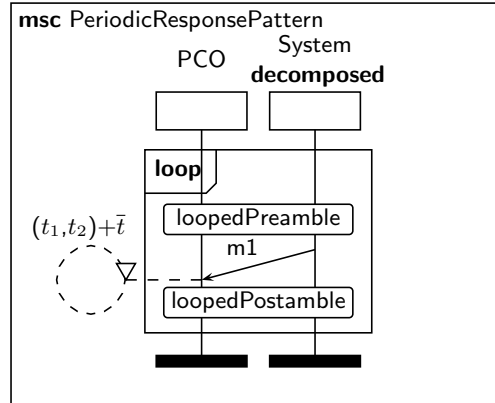 msc PeriodicResponsePattern
System
PCO
decomposed
loop
loopedPreamble
(t₁,t₂)+t̄
m1
loopedPostamble